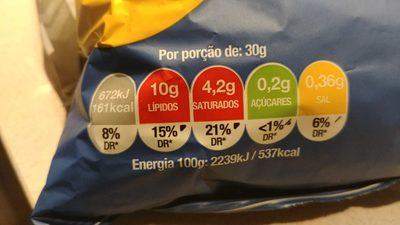 Por porção de: 30g
672kJ 10g 4,2g 0,2g 0,36g
161kcal LÍPIDOS SATURADOS AÇÚCARES SAL
8% 15% 21% <1% 6%
DR* DR* DR* DR* DR*
Energia 100g: 2239kJ / 537kcal